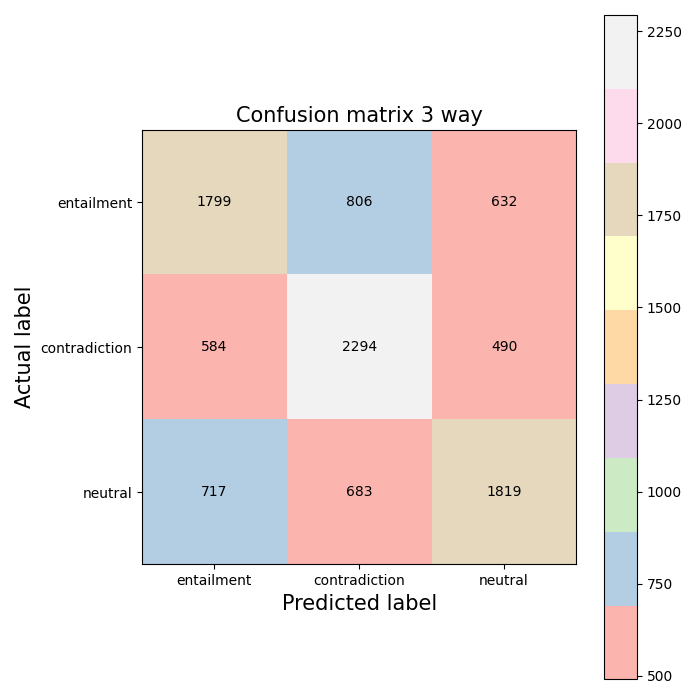 Confusion matrix 3 way
Actual label
entailment 1799 806 632
contradiction 584 2294 490
neutral 717 683 1819
entailment contradiction neutral
Predicted label
2250
2000
1750
1500
1250
1000
750
500